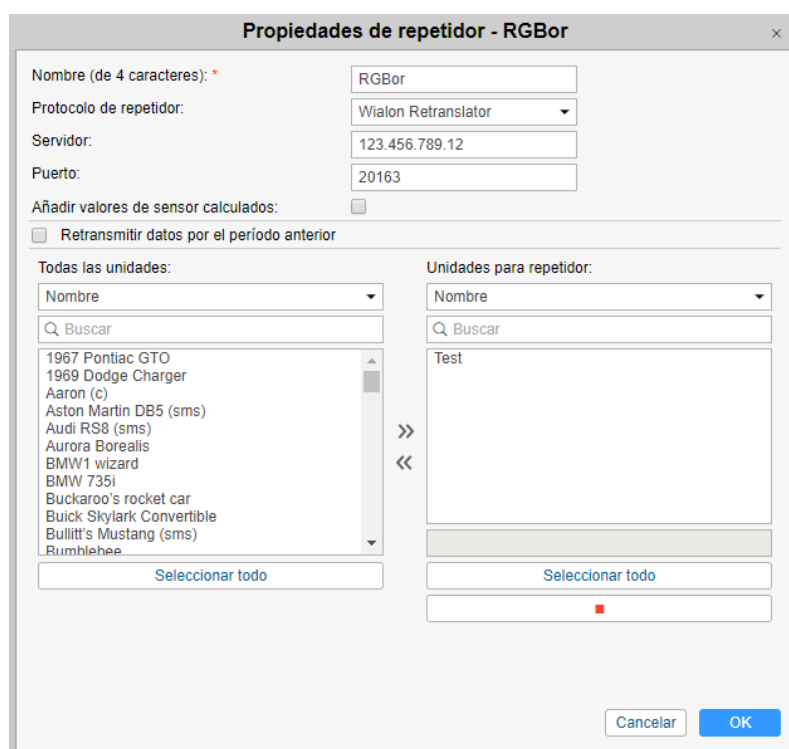 Propiedades de repetidor - RGBor ×
Nombre (de 4 caracteres): * RGBor
Protocolo de repetidor: Wialon Retranslator
Servidor: 123.456.789.12
Puerto: 20163
Añadir valores de sensor calculados:
Retransmitir datos por el período anterior
Todas las unidades:
Nombre
Buscar
1967 Pontiac GTO
1969 Dodge Charger
Aaron (c)
Aston Martin DB5 (sms)
Audi RS8 (sms)
Aurora Borealis
BMW1 wizard
BMW 735i
Buckaroo's rocket car
Buick Skylark Convertible
Bullitt's Mustang (sms)
Bumblebee
Seleccionar todo
Unidades para repetidor:
Nombre
Buscar
Test
Seleccionar todo
Cancelar
OK